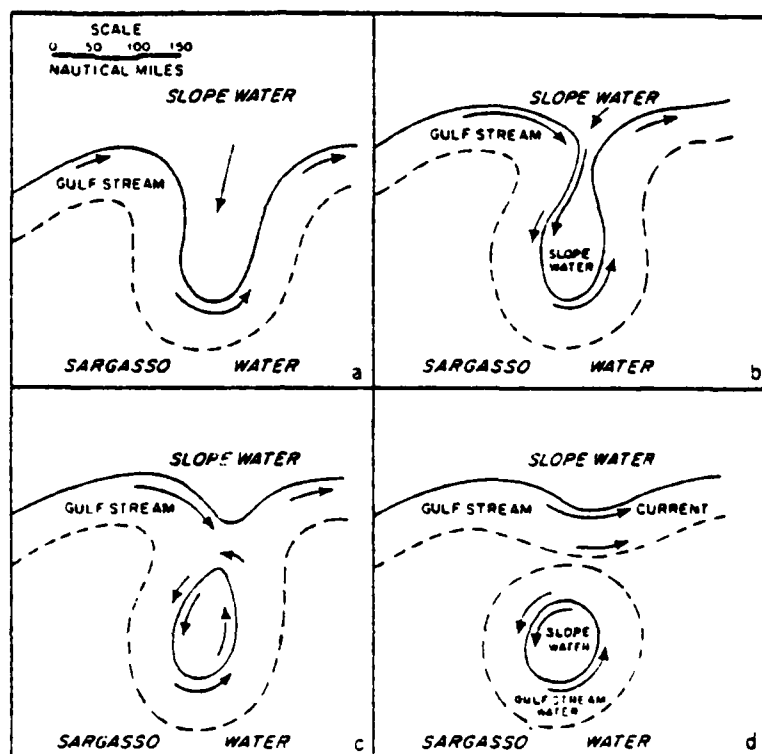 SCALE
0 50 100 150
NAUTICAL MILES
SLOPE WATER
GULF STREAM
SARGASSO WATER
a
SLOPE WATER
GULF STREAM
SLOPE
WATER
SARGASSO WATER
b
SLOPE WATER
GULF STREAM
SARGASSO WATER
c
SLOPE WATER
GULF STREAM CURRENT
SLOPE
WATER
GULF STREAM
WATER
SARGASSO WATER
d